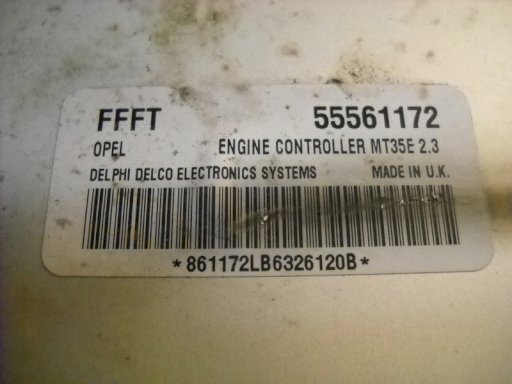 FFFT 55561172
OPEL ENGINE CONTROLLER MT35E 2.3
DELPHI DELCO ELECTRONICS SYSTEMS MADE IN U.K.
*861172LB6326120B*